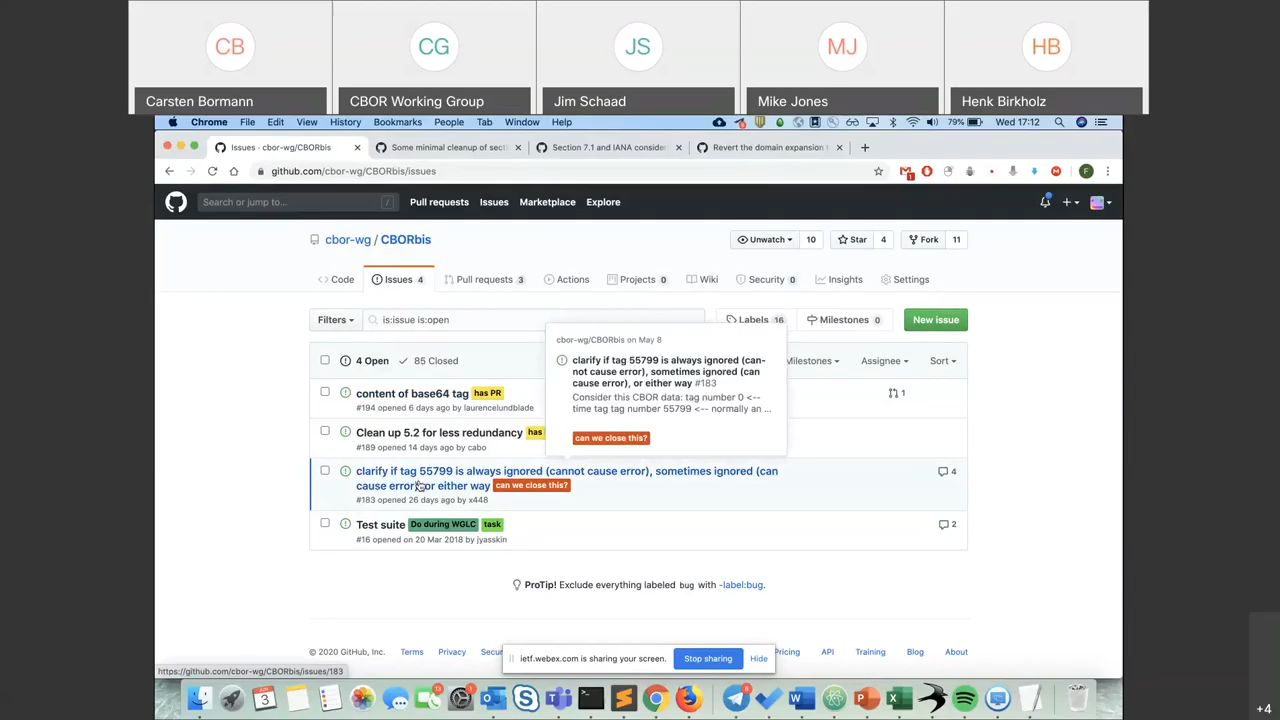 CB
CG
JS
MJ
HB
Carsten Bormann
CBOR Working Group
Jim Schaad
Mike Jones
Henk Birkholz
Chrome File Edit View History Bookmarks People Tab Window Help 79% Wed 17:12
Issues · cbor-wg/CBORbis
Some minimal cleanup of sect
Section 7.1 and IANA conside
Revert the domain expansion t
github.com/cbor-wg/CBORbis/issues
1
F
Search or jump to... /
Pull requests Issues Marketplace Explore
cbor-wg / CBORbis
Unwatch 10
Star 4
Fork 11
Code Issues 4 Pull requests 3 Actions Projects 0 Wiki Security 0 Insights Settings
Filters is:issue is:open Labels 16 Milestones 0 New issue
cbor-wg/CBORbis on May 8
clarify if tag 55799 is always ignored (can-
not cause error), sometimes ignored (can
cause error), or either way #183
Consider this CBOR data: tag number 0 <--
time tag tag number 55799 <-- normally an ...
can we close this?
4 Open 85 Closed
Milestones Assignee Sort
content of base64 tag has PR
#194 opened 6 days ago by laurencelundblade
1
Clean up 5.2 for less redundancy has
#189 opened 14 days ago by cabo
clarify if tag 55799 is always ignored (cannot cause error), sometimes ignored (can
cause error), or either way can we close this?
#183 opened 26 days ago by x448
4
Test suite Do during WGLC task
#16 opened on 20 Mar 2018 by jyasskin
2
ProTip! Exclude everything labeled bug with -label:bug.
© 2020 GitHub, Inc. Terms Privacy Secur
Pricing API Training Blog About
ietf.webex.com is sharing your screen. Stop sharing Hide
https://github.com/cbor-wg/CBORbis/issues/183
3
+4